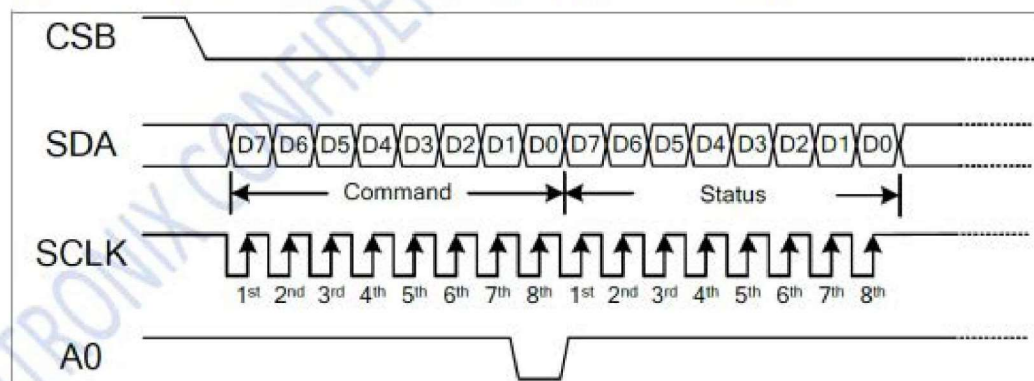 CSB
SDA D7 D6 D5 D4 D3 D2 D1 D0 D7 D6 D5 D4 D3 D2 D1 D0
Command Status
SCLK
1st 2nd 3rd 4th 5th 6th 7th 8th 1st 2nd 3rd 4th 5th 6th 7th 8th
A0